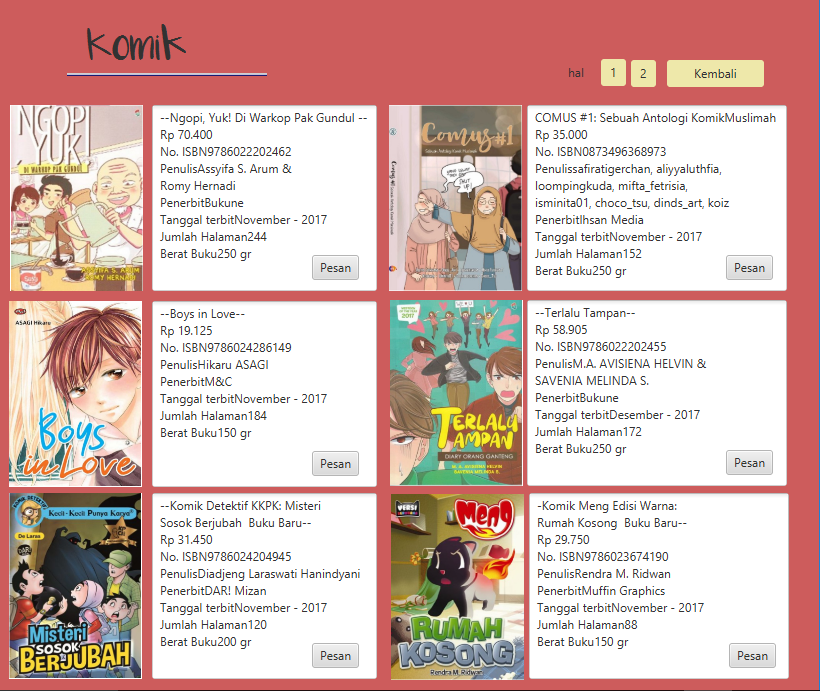 Komik
hal 1 2 Kembali
NGOPI
YUK!
DI WARKOP PAK GUNDUL
ASSYIFA S. ARUM
ROMY HERNADI
--Ngopi, Yuk! Di Warkop Pak Gundul --
Rp 70.400
No. ISBN9786022202462
PenulisAssyifa S. Arum &
Romy Hernadi
PenerbitBukune
Tanggal terbitNovember - 2017
Jumlah Halaman244
Berat Buku250 gr
Pesan
Comus #1
Sebuah Antologi Komik Muslimah
COMUS #1: Sebuah Antologi KomikMuslimah
Rp 35.000
No. ISBN0873496368973
Penulissafiratigerchan, aliyyaluthfia,
loompingkuda, mifta_fetrisia,
isminita01, choco_tsu, dinds_art, koiz
PenerbitIhsan Media
Tanggal terbitNovember - 2017
Jumlah Halaman152
Berat Buku250 gr
Pesan
ASAGI Hikaru
Boys
in Love
--Boys in Love--
Rp 19.125
No. ISBN9786024286149
PenulisHikaru ASAGI
PenerbitM&C
Tanggal terbitNovember - 2017
Jumlah Halaman184
Berat Buku150 gr
Pesan
2017
TERLALU
TAMPAN
DIARY ORANG GANTENG
M. A. AVISIENA HELVIN
SAVENIA MELINDA S.
--Terlalu Tampan--
Rp 58.905
No. ISBN9786022202455
PenulisM.A. AVISIENA HELVIN &
SAVENIA MELINDA S.
PenerbitBukune
Tanggal terbitDesember - 2017
Jumlah Halaman172
Berat Buku250 gr
Pesan
Kecil-Kecil Punya Karya
De Laras
DAR!
Misteri
SOSOK
BERJUBAH
--Komik Detektif KKPK: Misteri
Sosok Berjubah  Buku Baru--
Rp 31.450
No. ISBN9786024204945
PenulisDiadjeng Laraswati Hanindyani
PenerbitDAR! Mizan
Tanggal terbitNovember - 2017
Jumlah Halaman120
Berat Buku200 gr
Pesan
VERSI
Meng
RUMAH
KOSONG
Rendra M. Ridwan
-Komik Meng Edisi Warna:
Rumah Kosong  Buku Baru--
Rp 29.750
No. ISBN9786023674190
PenulisRendra M. Ridwan
PenerbitMuffin Graphics
Tanggal terbitNovember - 2017
Jumlah Halaman88
Berat Buku150 gr
Pesan